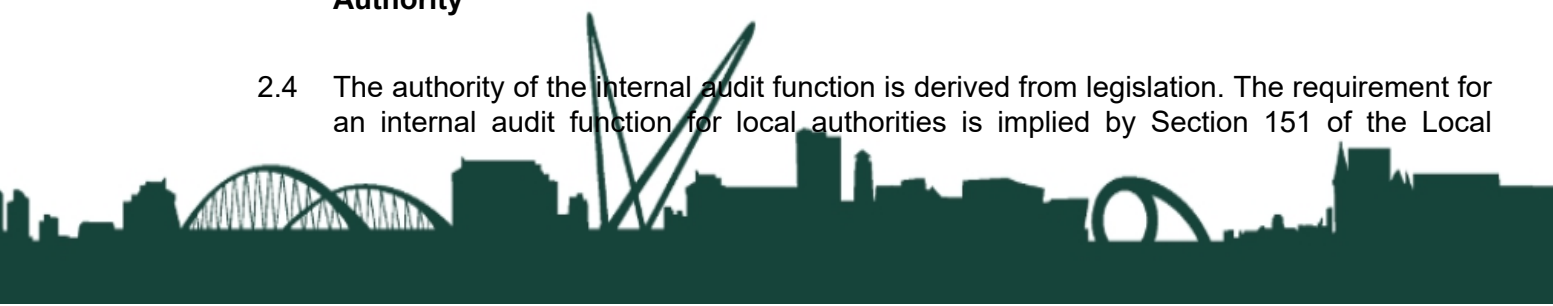 Authority
2.4 The authority of the internal audit function is derived from legislation. The requirement for
an internal audit function for local authorities is implied by Section 151 of the Local